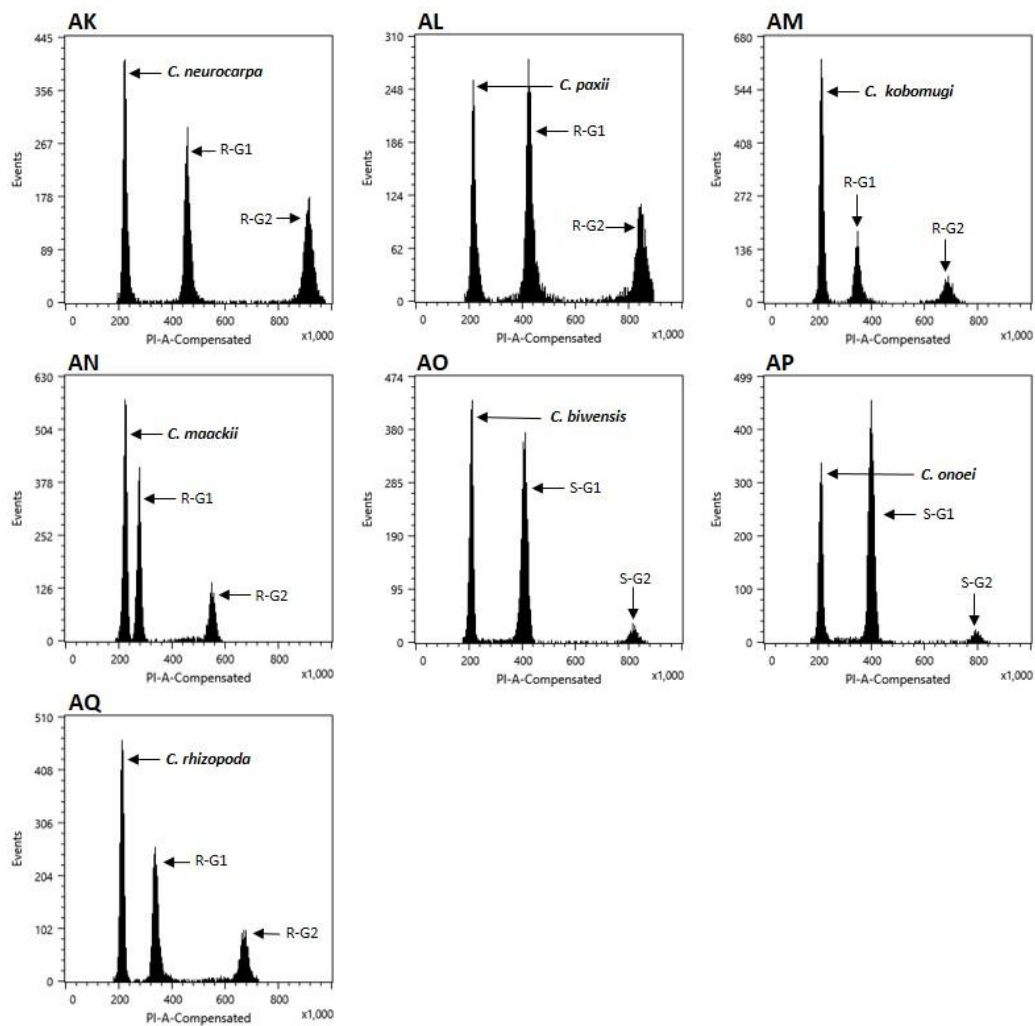 AK
445
356
267
178
89
0
Events
C. neurocarpa
R-G1
R-G2
0 200 400 600 800
x1,000
PI-A-Compensated
AL
310
248
186
124
62
0
Events
C. paxii
R-G1
R-G2
0 200 400 600 800
x1,000
PI-A-Compensated
AM
680
544
408
272
136
0
Events
C. kobomugi
R-G1
R-G2
0 200 400 600 800
x1,000
PI-A-Compensated
AN
630
504
378
252
126
0
Events
C. maackii
R-G1
R-G2
0 200 400 600 800
x1,000
PI-A-Compensated
AO
474
380
285
190
95
0
Events
C. biwensis
S-G1
S-G2
0 200 400 600 800
x1,000
PI-A-Compensated
AP
499
400
300
200
100
0
Events
C. onoei
S-G1
S-G2
0 200 400 600 800
x1,000
PI-A-Compensated
AQ
510
408
306
204
102
0
Events
C. rhizopoda
R-G1
R-G2
0 200 400 600 800
x1,000
PI-A-Compensated